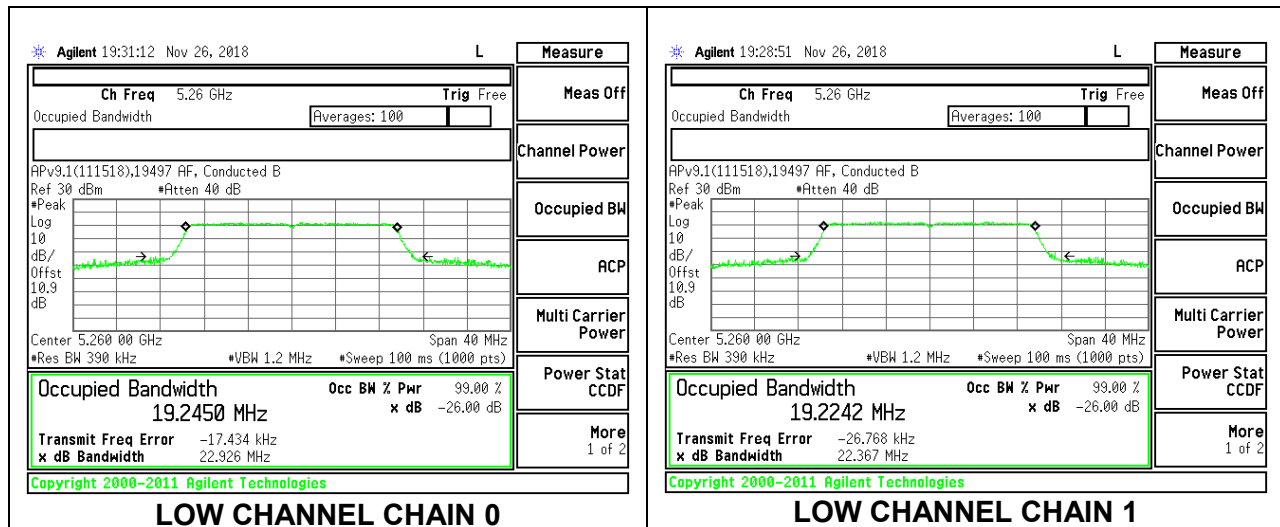 Agilent 19:31:12 Nov 26, 2018 L
Measure
Ch Freq 5.26 GHz Trig Free
Occupied Bandwidth Averages: 100
Meas Off
Channel Power
APv9.1(111518),19497 AF, Conducted B
Ref 30 dBm #Atten 40 dB
#Peak
Log
10
dB/
Offst
10.9
dB
Occupied BW
ACP
Multi Carrier
Power
Center 5.260 00 GHz Span 40 MHz
#Res BW 390 kHz #VBW 1.2 MHz #Sweep 100 ms (1000 pts)
Power Stat
CCDF
Occupied Bandwidth Occ BW % Pwr 99.00 %
19.2450 MHz x dB -26.00 dB
Transmit Freq Error -17.434 kHz
x dB Bandwidth 22.926 MHz
More
1 of 2
Copyright 2000-2011 Agilent Technologies
LOW CHANNEL CHAIN 0
Agilent 19:28:51 Nov 26, 2018 L
Measure
Ch Freq 5.26 GHz Trig Free
Occupied Bandwidth Averages: 100
Meas Off
Channel Power
APv9.1(111518),19497 AF, Conducted B
Ref 30 dBm #Atten 40 dB
#Peak
Log
10
dB/
Offst
10.9
dB
Occupied BW
ACP
Multi Carrier
Power
Center 5.260 00 GHz Span 40 MHz
#Res BW 390 kHz #VBW 1.2 MHz #Sweep 100 ms (1000 pts)
Power Stat
CCDF
Occupied Bandwidth Occ BW % Pwr 99.00 %
19.2242 MHz x dB -26.00 dB
Transmit Freq Error -26.768 kHz
x dB Bandwidth 22.367 MHz
More
1 of 2
Copyright 2000-2011 Agilent Technologies
LOW CHANNEL CHAIN 1